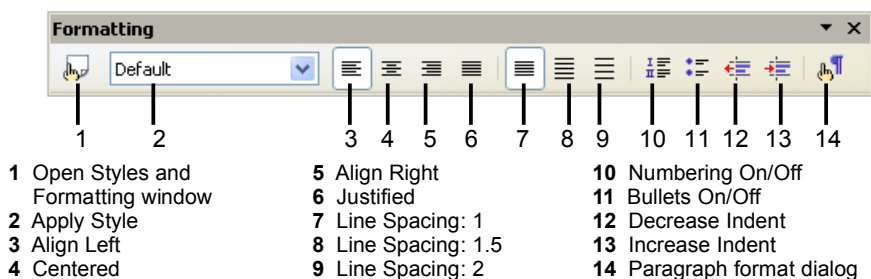 Formatting
Default
1 2 3 4 5 6 7 8 9 10 11 12 13 14
1 Open Styles and
Formatting window
2 Apply Style
3 Align Left
4 Centered
5 Align Right
6 Justified
7 Line Spacing: 1
8 Line Spacing: 1.5
9 Line Spacing: 2
10 Numbering On/Off
11 Bullets On/Off
12 Decrease Indent
13 Increase Indent
14 Paragraph format dialog